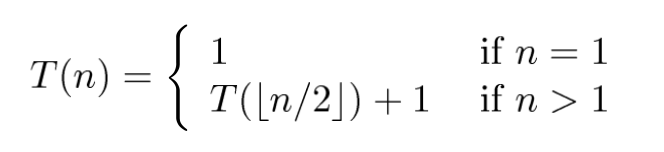 T(n) = { 1 if n = 1
T(⌊n/2⌋) + 1 if n > 1